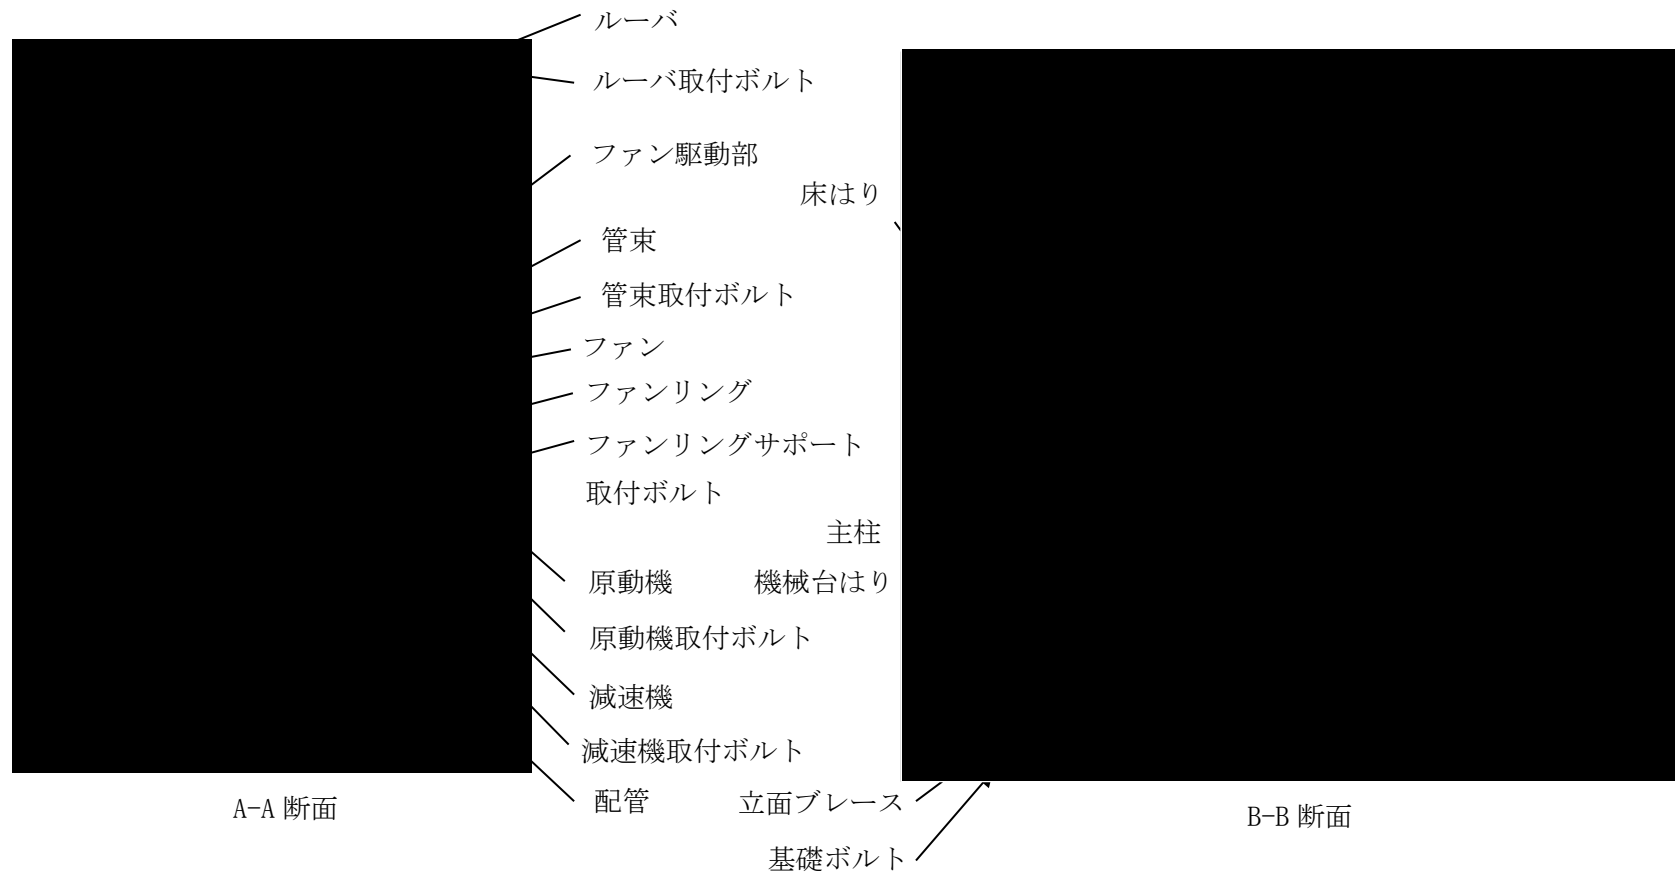 ルーバ
ルーバ取付ボルト
ファン駆動部
床はり
管束
管束取付ボルト
ファン
ファンリング
ファンリングサポート
取付ボルト
主柱
原動機
機械台はり
原動機取付ボルト
減速機
減速機取付ボルト
配管
立面ブレース
A-A 断面
B-B 断面
基礎ボルト